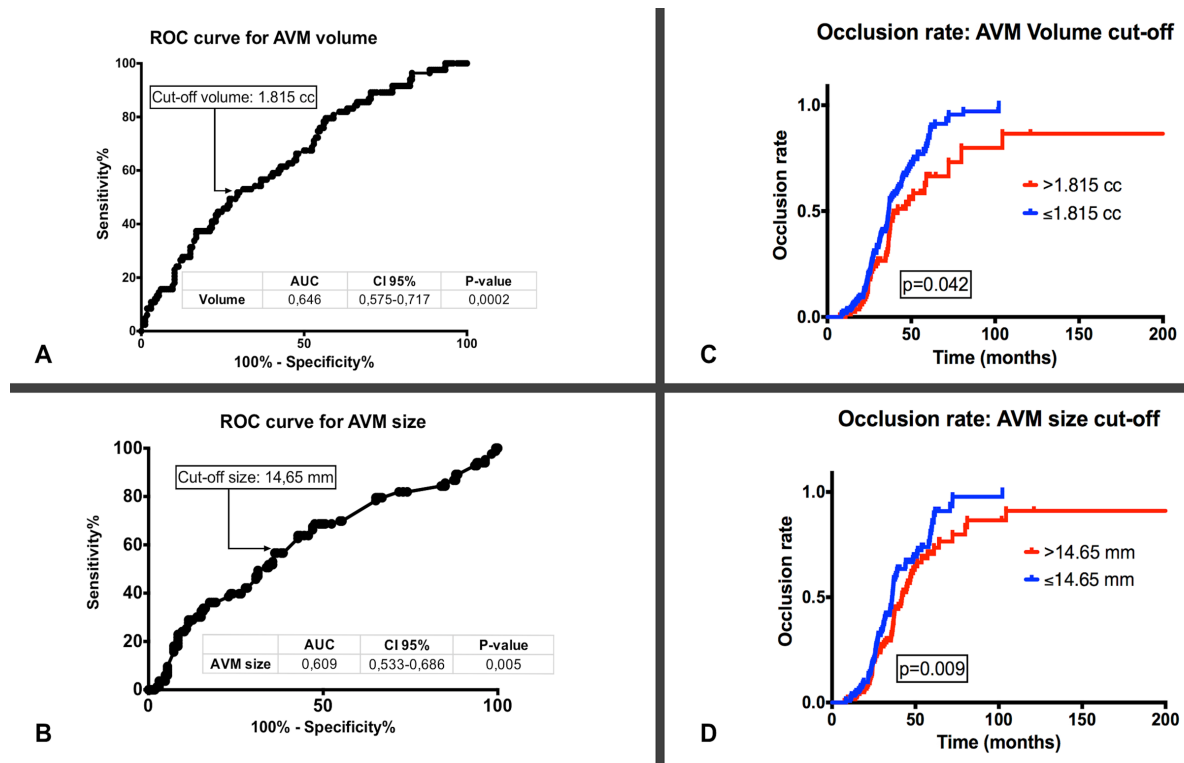 ROC curve for AVM volume
100
80
60
40
20
0
Sensitivity%
Cut-off volume: 1.815 cc
AUC CI 95% P-value
Volume 0,646 0,575-0,717 0,0002
0 50 100
100% - Specificity%
A
Occlusion rate: AVM Volume cut-off
1.0
0.5
0.0
Occlusion rate
>1.815 cc
≤1.815 cc
p=0.042
0 50 100 150 200
Time (months)
C
ROC curve for AVM size
100
80
60
40
20
0
Sensitivity%
Cut-off size: 14,65 mm
AUC CI 95% P-value
AVM size 0,609 0,533-0,686 0,005
0 50 100
100% - Specificity%
B
Occlusion rate: AVM size cut-off
1.0
0.5
0.0
Occlusion rate
>14.65 mm
≤14.65 mm
p=0.009
0 50 100 150 200
Time (months)
D